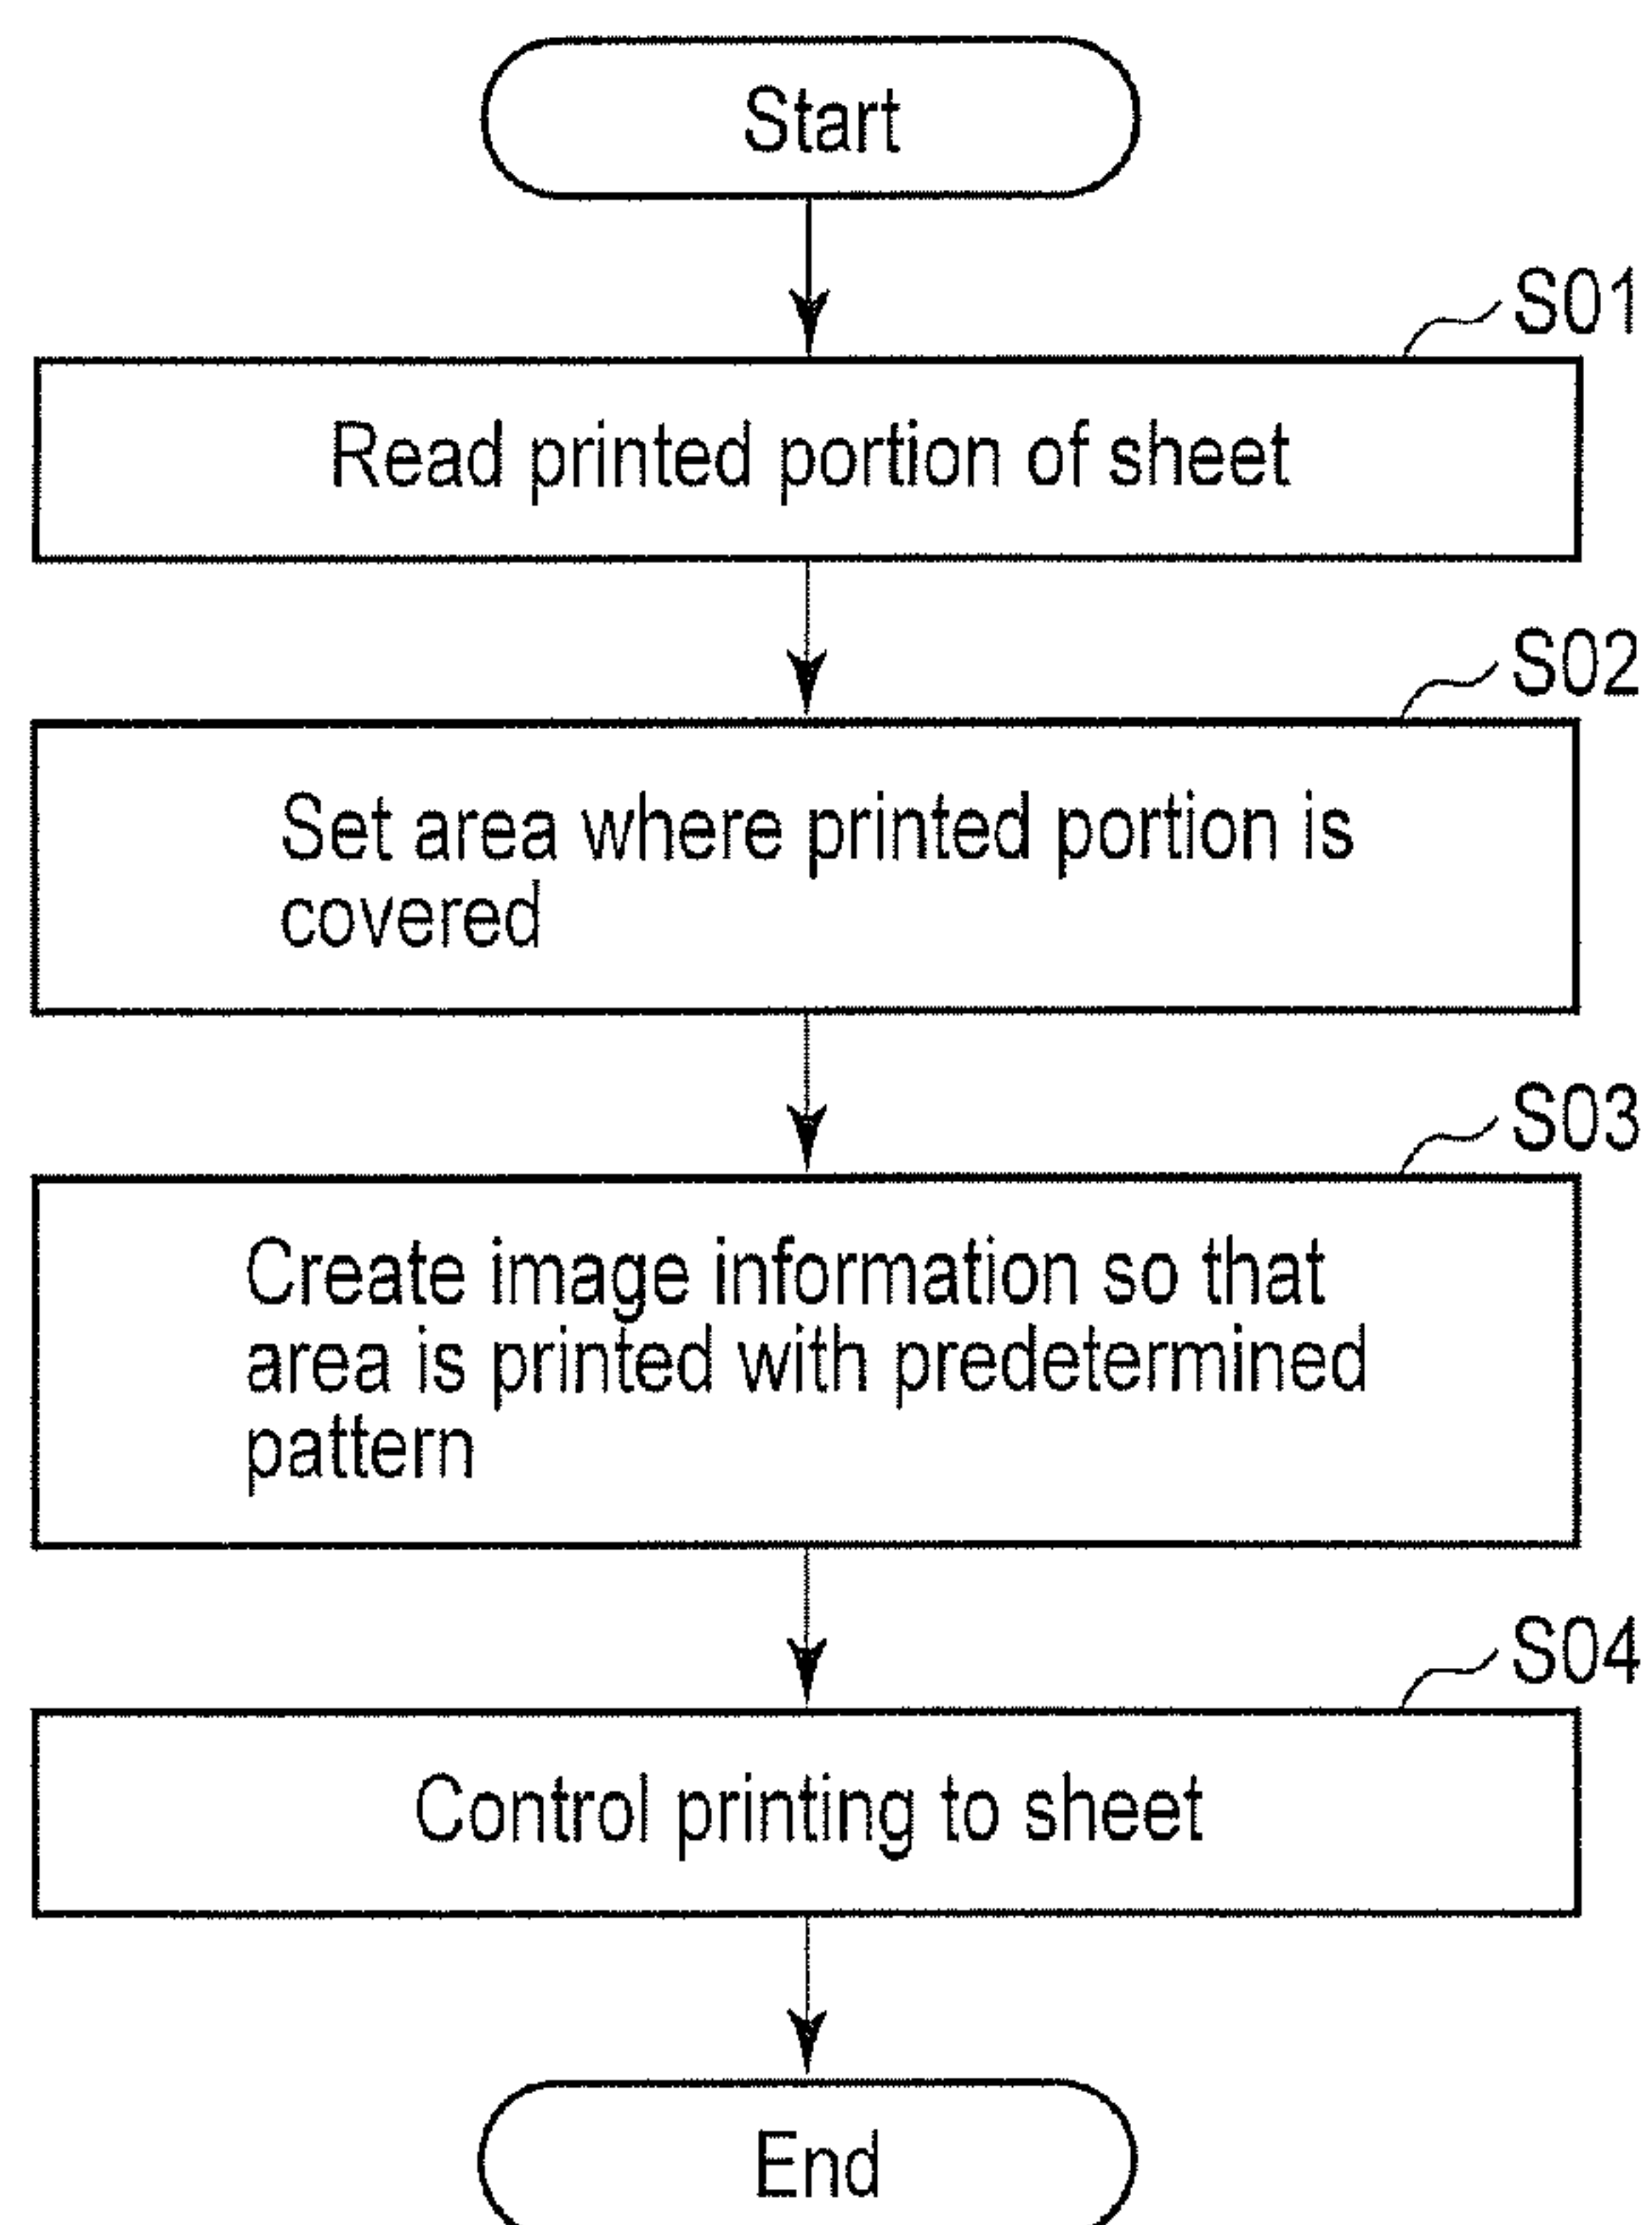 Start
S01
Read printed portion of sheet
S02
Set area where printed portion is
covered
S03
Create image information so that
area is printed with predetermined
pattern
S04
Control printing to sheet
End